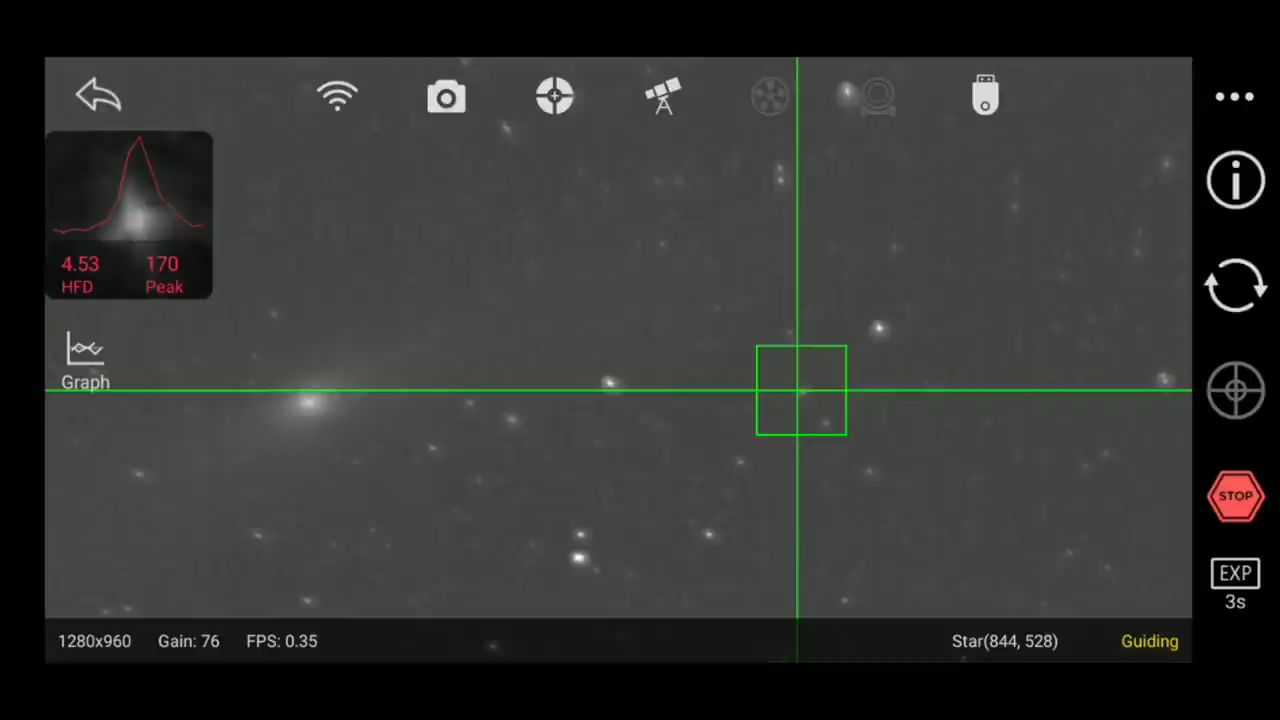 4.53 170
HFD Peak
Graph
STOP
EXP
3s
1280x960 Gain: 76 FPS: 0.35 Star(844, 528) Guiding